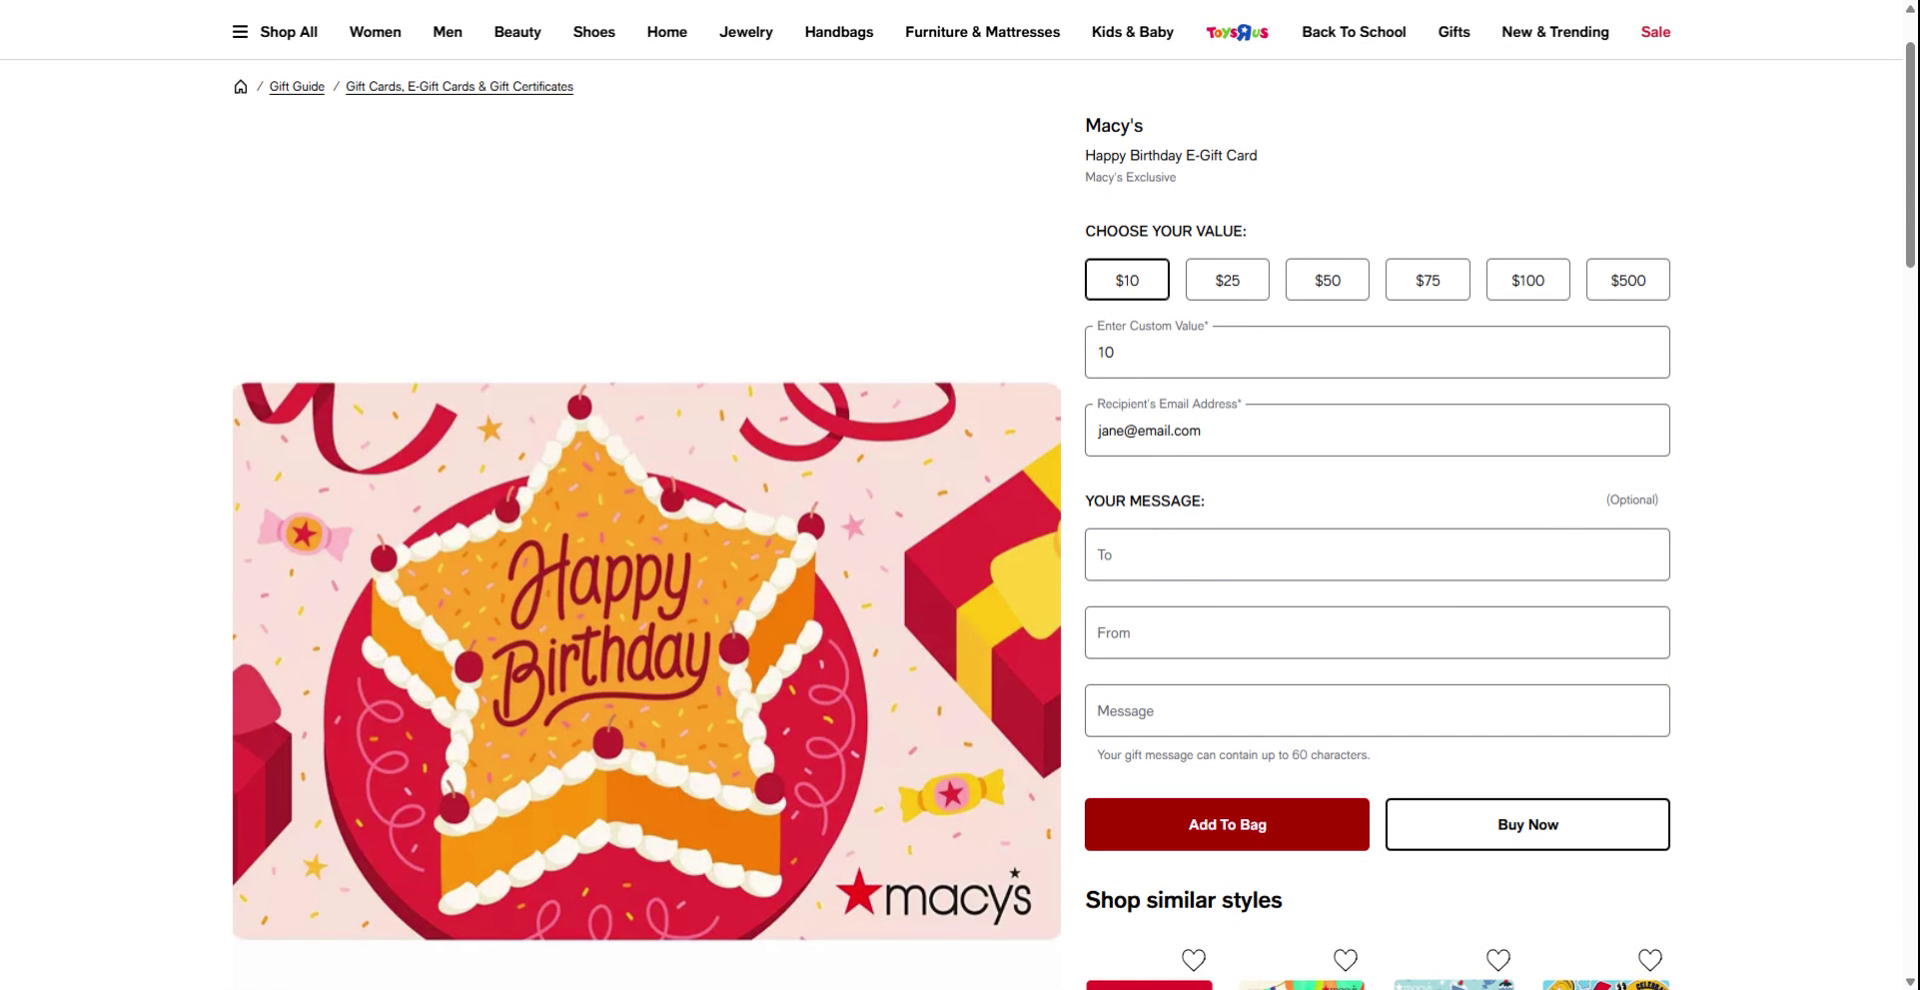 Shop All Women Men Beauty Shoes Home Jewelry Handbags Furniture & Mattresses Kids & Baby ToysRus Back To School Gifts New & Trending Sale
/ Gift Guide / Gift Cards, E-Gift Cards & Gift Certificates
Macy's
Happy Birthday E-Gift Card
Macy's Exclusive
CHOOSE YOUR VALUE:
$10 $25 $50 $75 $100 $500
Enter Custom Value*
10
Recipient's Email Address*
jane@email.com
YOUR MESSAGE: (Optional)
To
From
Message
Your gift message can contain up to 60 characters.
Add To Bag Buy Now
Shop similar styles
Happy
Birthday
macy's
macy's
macy's
CELEBRA